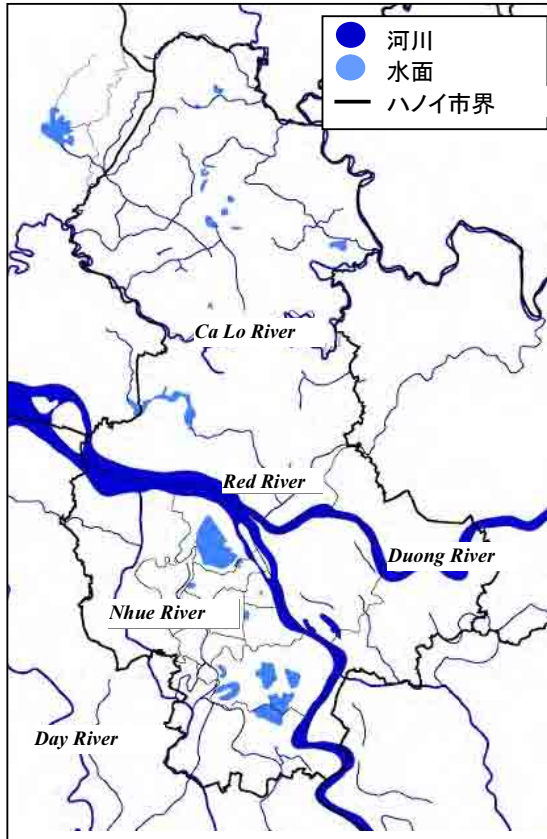 河川
水面
ハノイ市界
Ca Lo River
Red River
Duong River
Nhue River
Day River